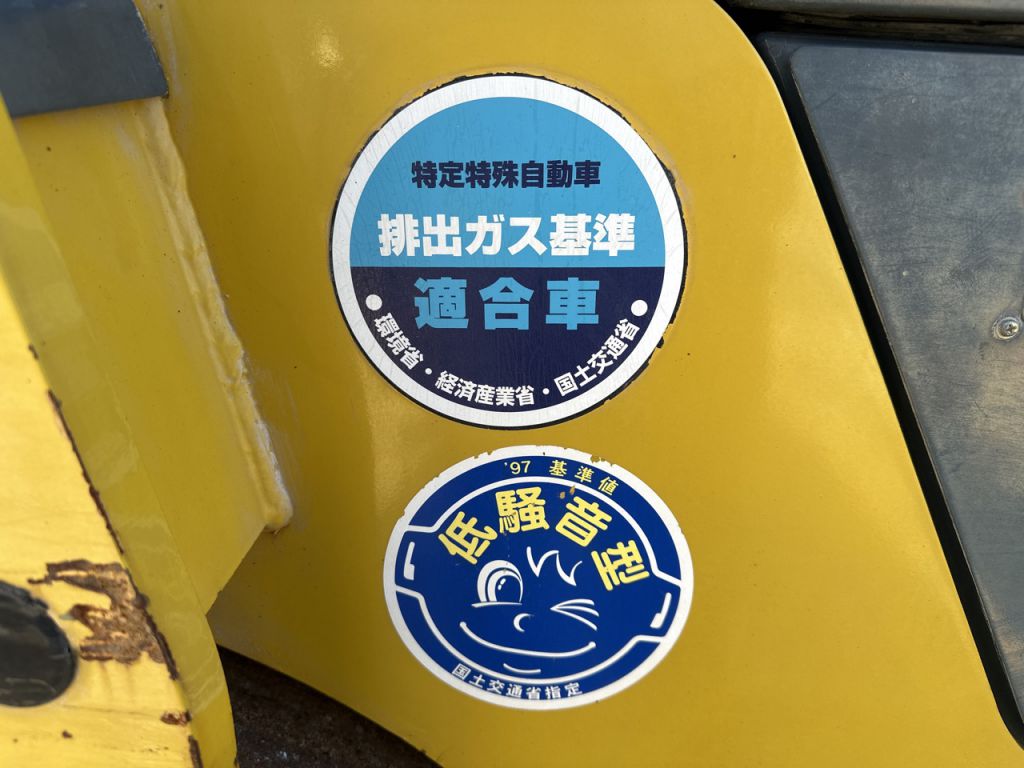 特定特殊自動車
排出ガス基準
適合車
●環境省・経済産業省・国土交通省●
'97 基準値
低騒音型
国土交通省指定